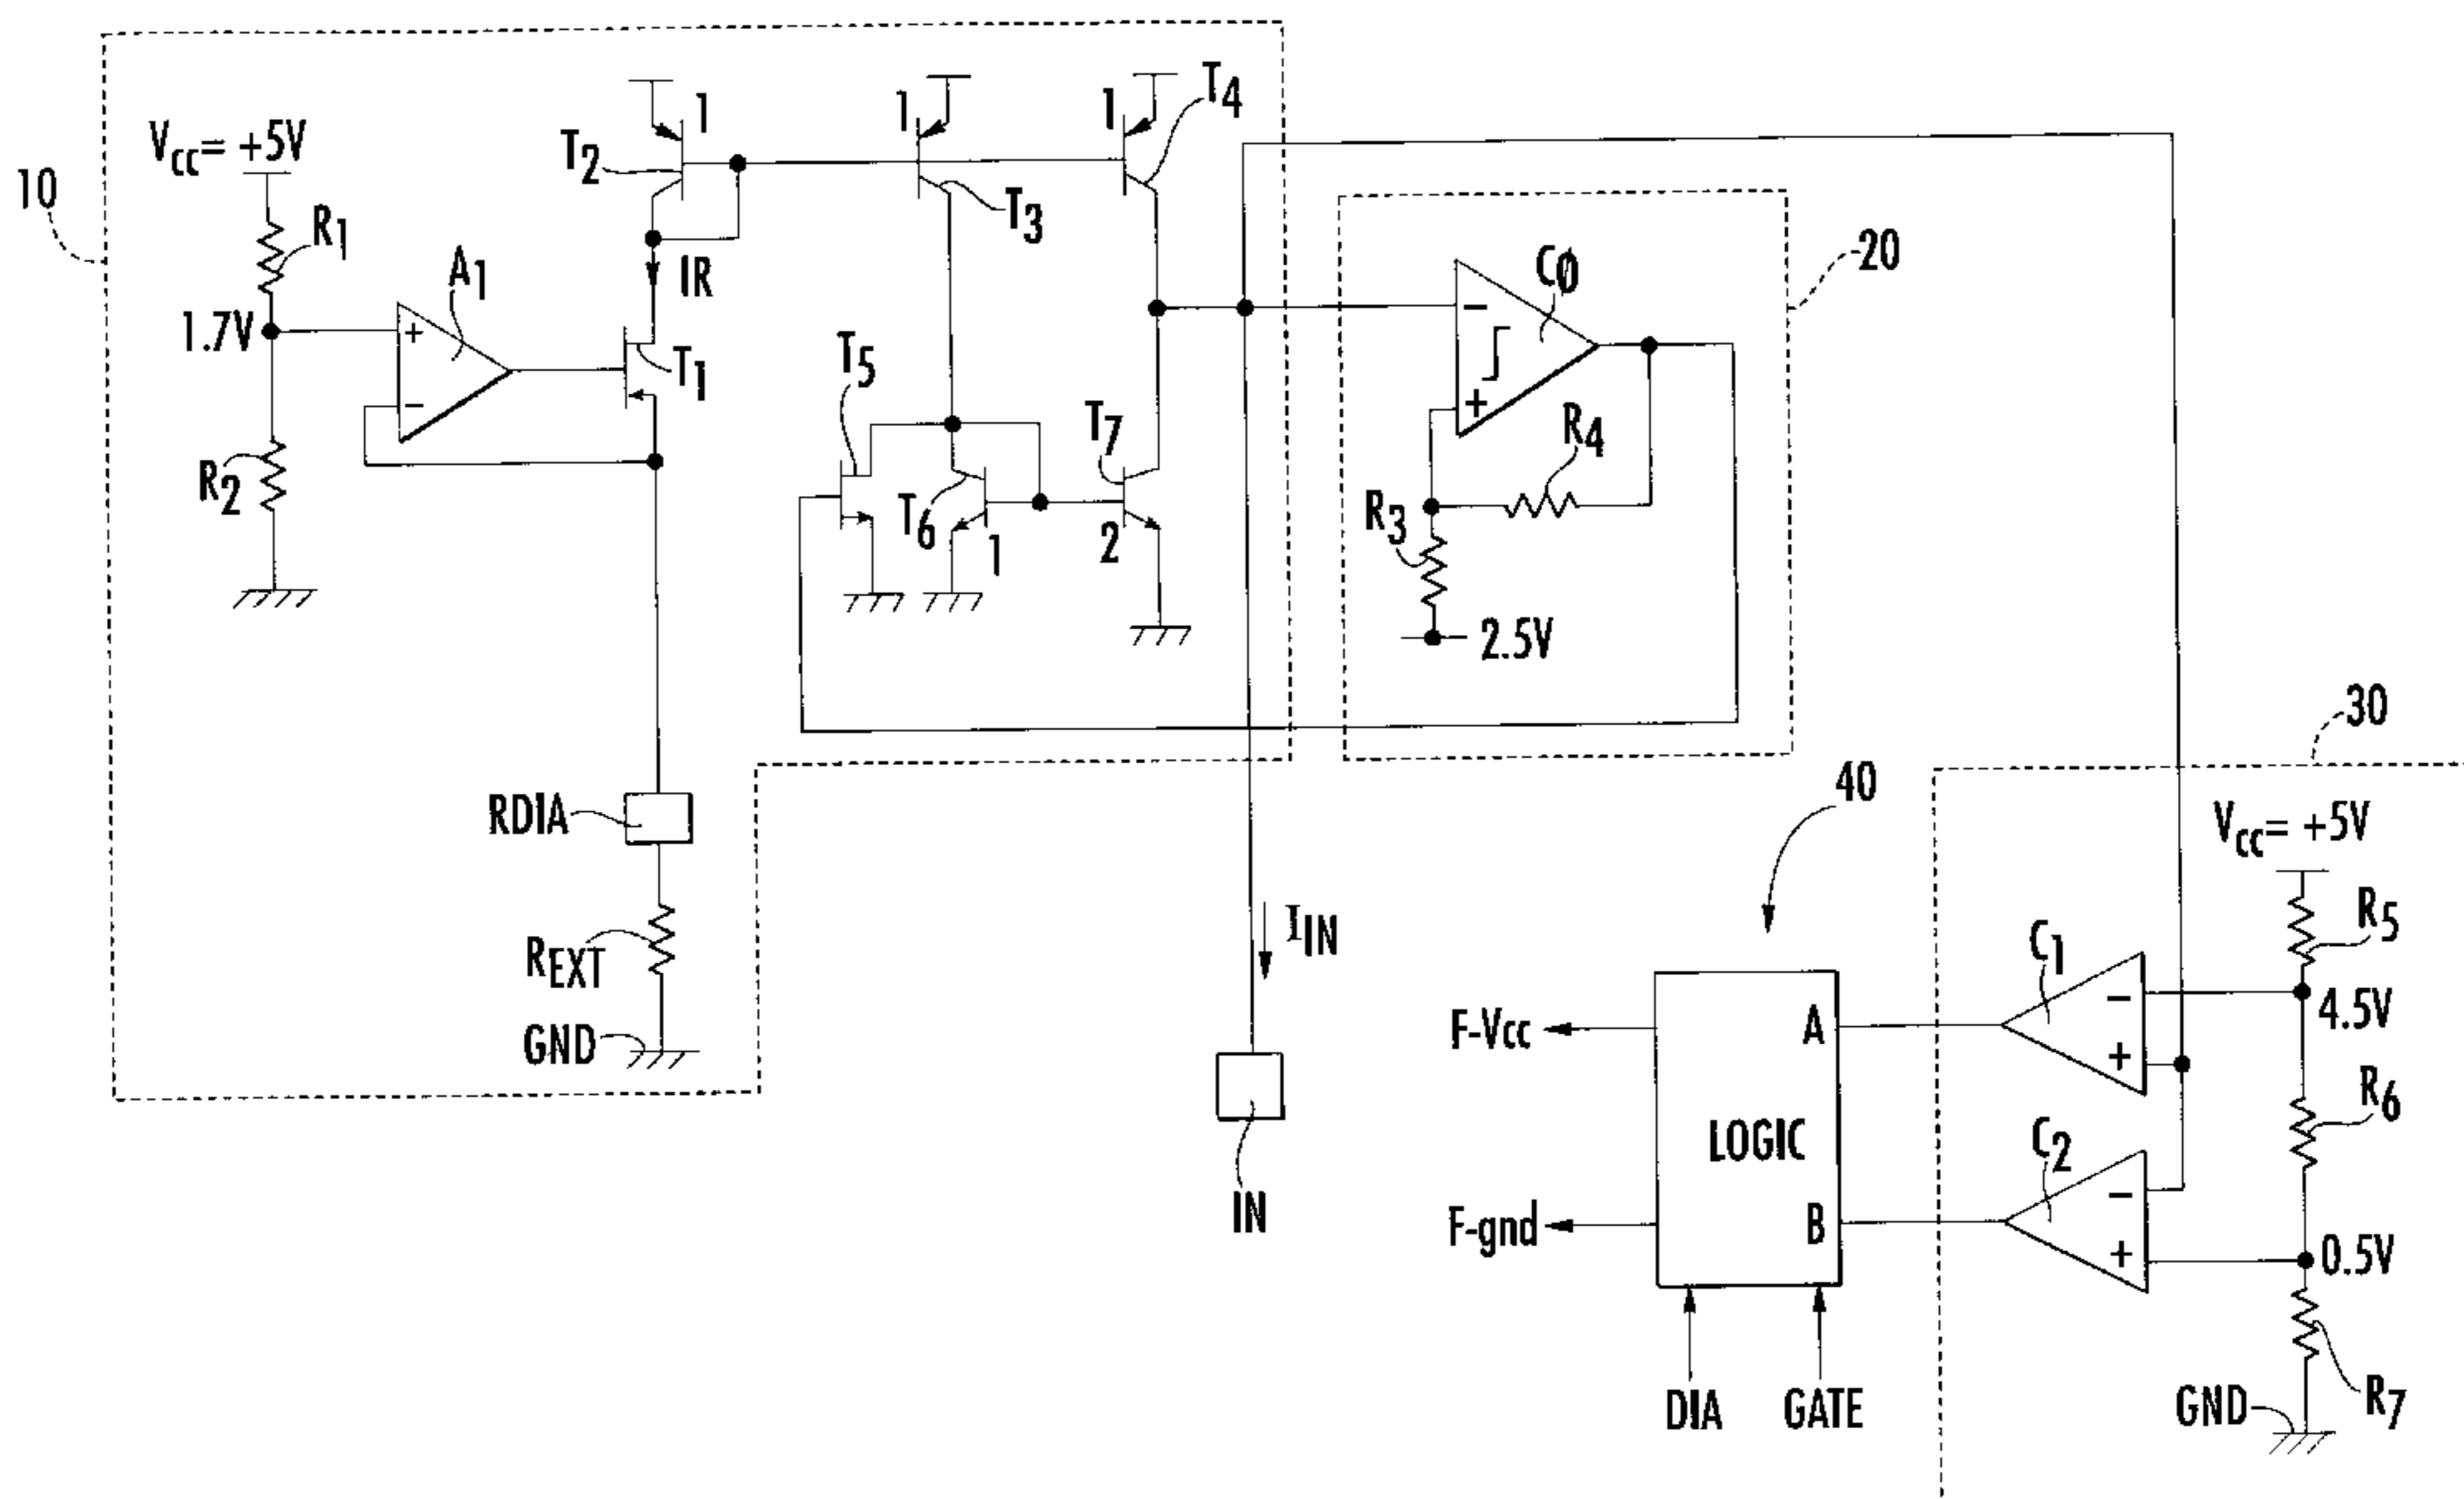 10
V_CC= +5V
R1
1.7V
R2
A1
T2
1
IR
T1
1
T3
1
T4
T5
T6
1
T7
2
CØ
20
-
+
R4
R3
2.5V
+
-
RDIA
REXT
GND
IIN
IN
40
30
Vcc= +5V
R5
C1
-
4.5V
+
R6
C2
-
+
0.5V
R7
GND
F-Vcc
A
LOGIC
F-gnd
B
DIA
GATE